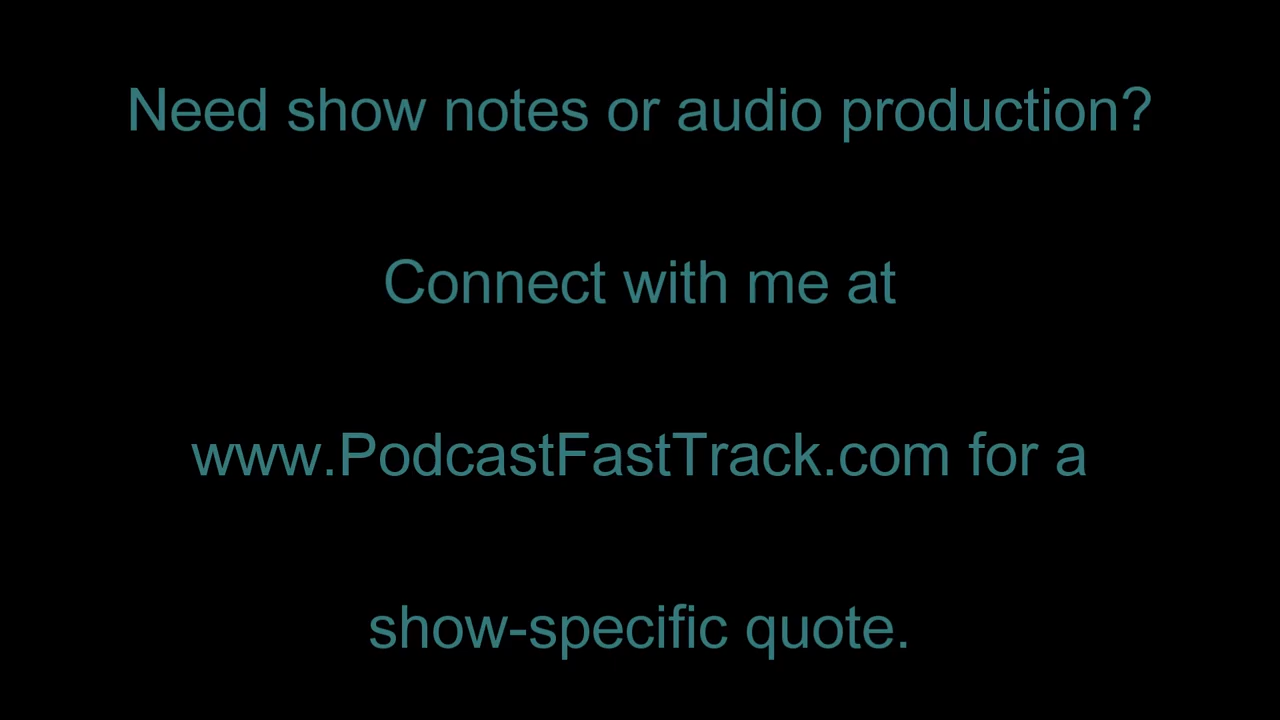 Need show notes or audio production?
Connect with me at
www.PodcastFastTrack.com for a
show-specific quote.